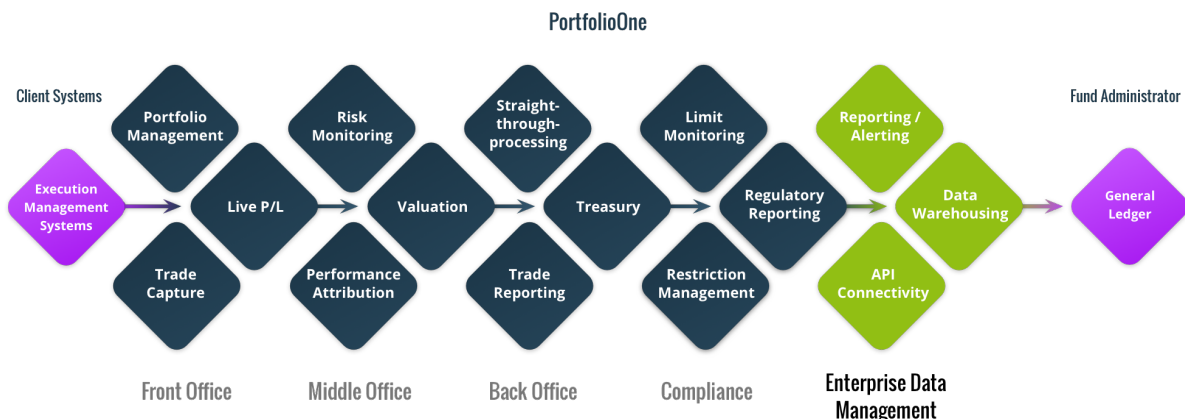 PortfolioOne
Client Systems
Fund Administrator
Execution
Management
Systems
Portfolio
Management
Live P/L
Trade
Capture
Front Office
Risk
Monitoring
Valuation
Performance
Attribution
Middle Office
Straight-
through-
processing
Treasury
Trade
Reporting
Back Office
Limit
Monitoring
Regulatory
Reporting
Restriction
Management
Compliance
Reporting /
Alerting
Data
Warehousing
API
Connectivity
Enterprise Data
Management
General
Ledger